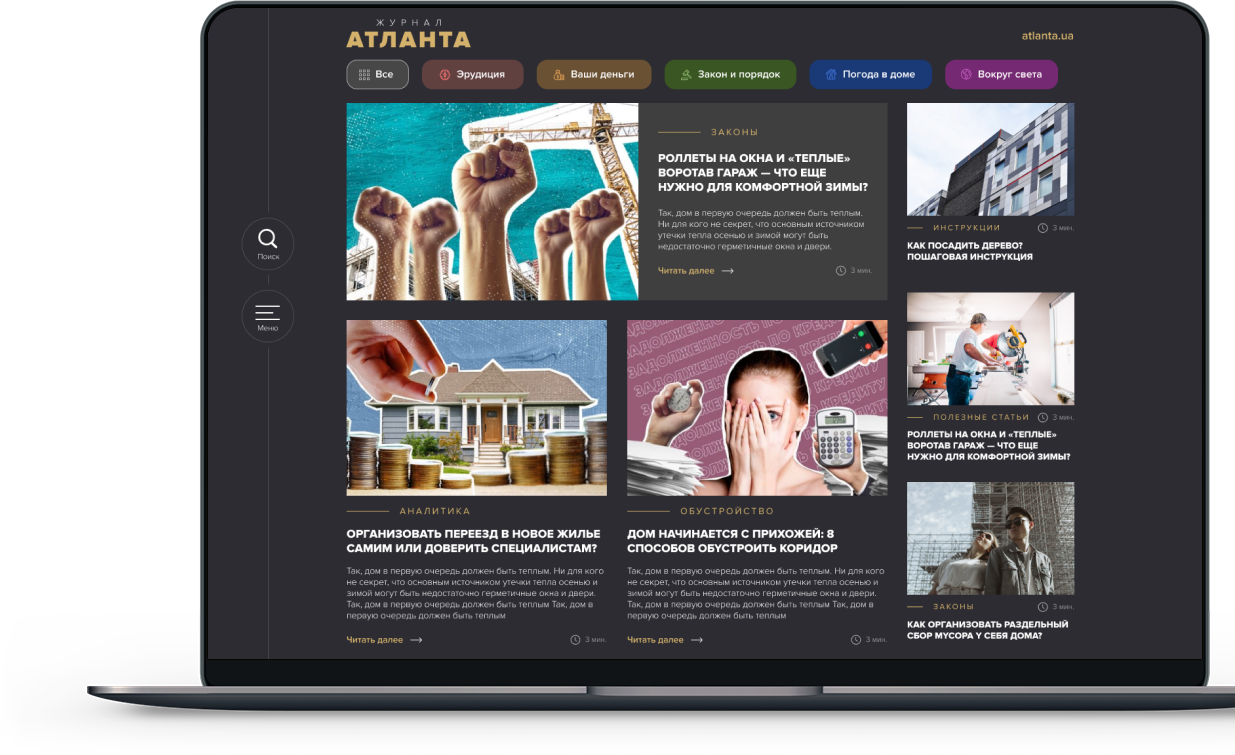 ЖУРНАЛ
АТЛАНТА
atlanta.ua
Все
Эрудиция
Ваши деньги
Закон и порядок
Погода в доме
Вокруг света
Поиск
Меню
ЗАКОНЫ
РОЛЛЕТЫ НА ОКНА И «ТЕПЛЫЕ»
ВОРОТАВ ГАРАЖ — ЧТО ЕЩЕ
НУЖНО ДЛЯ КОМФОРТНОЙ ЗИМЫ?
Так, дом в первую очередь должен быть теплым.
Ни для кого не секрет, что основным источником
утечки тепла осенью и зимой могут быть
недостаточно герметичные окна и двери.
Читать далее
3 мин.
ИНСТРУКЦИИ
3 мин.
КАК ПОСАДИТЬ ДЕРЕВО?
ПОШАГОВАЯ ИНСТРУКЦИЯ
ПОЛЕЗНЫЕ СТАТЬИ
3 мин.
РОЛЛЕТЫ НА ОКНА И «ТЕПЛЫЕ»
ВОРОТАВ ГАРАЖ — ЧТО ЕЩЕ
НУЖНО ДЛЯ КОМФОРТНОЙ ЗИМЫ?
ЗАДОЛЖЕННОСТЬ ПО КРЕДИТУ
АНАЛИТИКА
ОРГАНИЗОВАТЬ ПЕРЕЕЗД В НОВОЕ ЖИЛЬЕ
САМИМ ИЛИ ДОВЕРИТЬ СПЕЦИАЛИСТАМ?
Так, дом в первую очередь должен быть теплым. Ни для кого
не секрет, что основным источником утечки тепла осенью и
зимой могут быть недостаточно герметичные окна и двери.
Так, дом в первую очередь должен быть теплым Так, дом в
первую очередь должен быть теплым
Читать далее
3 мин.
ОБУСТРОЙСТВО
ДОМ НАЧИНАЕТСЯ С ПРИХОЖЕЙ: 8
СПОСОБОВ ОБУСТРОИТЬ КОРИДОР
Так, дом в первую очередь должен быть теплым. Ни для кого
не секрет, что основным источником утечки тепла осенью и
зимой могут быть недостаточно герметичные окна и двери.
Так, дом в первую очередь должен быть теплым Так, дом в
первую очередь должен быть теплым
Читать далее
3 мин.
ЗАКОНЫ
3 мин.
КАК ОРГАНИЗОВАТЬ РАЗДЕЛЬНЫЙ
СБОР МУСОРА У СЕБЯ ДОМА?